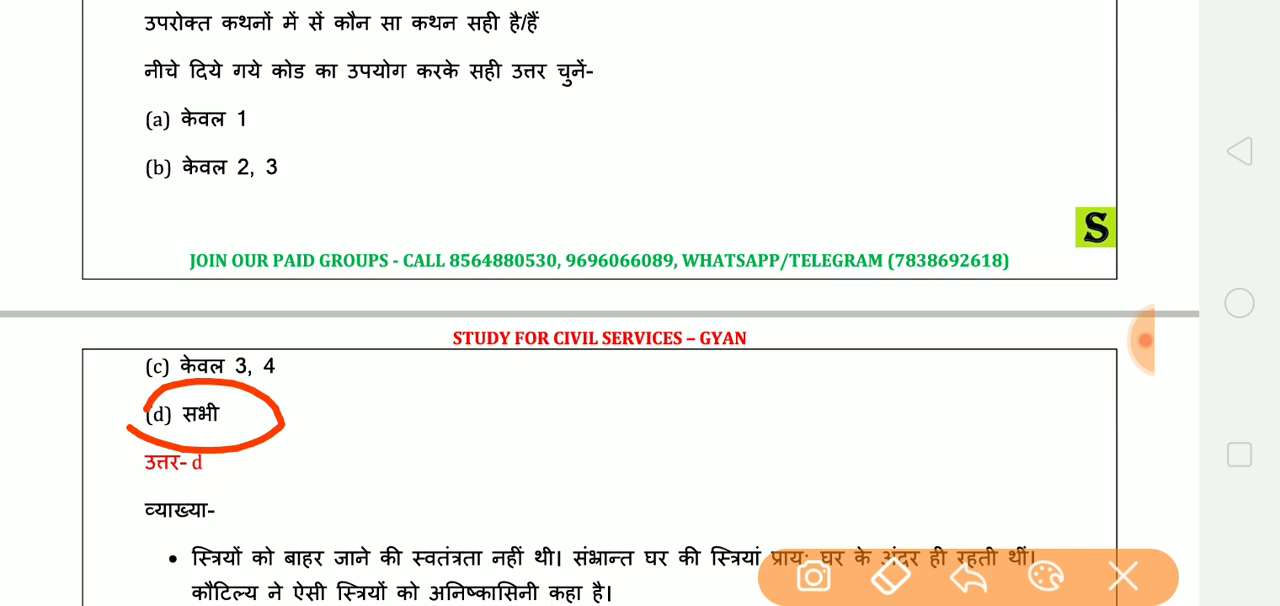 उपरोक्त कथनों में सें कौन सा कथन सही है/हैं
नीचे दिये गये कोड का उपयोग करके सही उत्तर चुनें-
(a) केवल 1
(b) केवल 2, 3
S
JOIN OUR PAID GROUPS - CALL 8564880530, 9696066089, WHATSAPP/TELEGRAM (7838692618)
STUDY FOR CIVIL SERVICES – GYAN
(c) केवल 3, 4
(d) सभी
उत्तर- d
व्याख्या-
• स्त्रियों को बाहर जाने की स्वतंत्रता नहीं थी। संभ्रान्त घर की स्त्रियां प्रायः घर के अंदर ही रहती थीं।
कौटिल्य ने ऐसी स्त्रियों को अनिष्कासिनी कहा है।